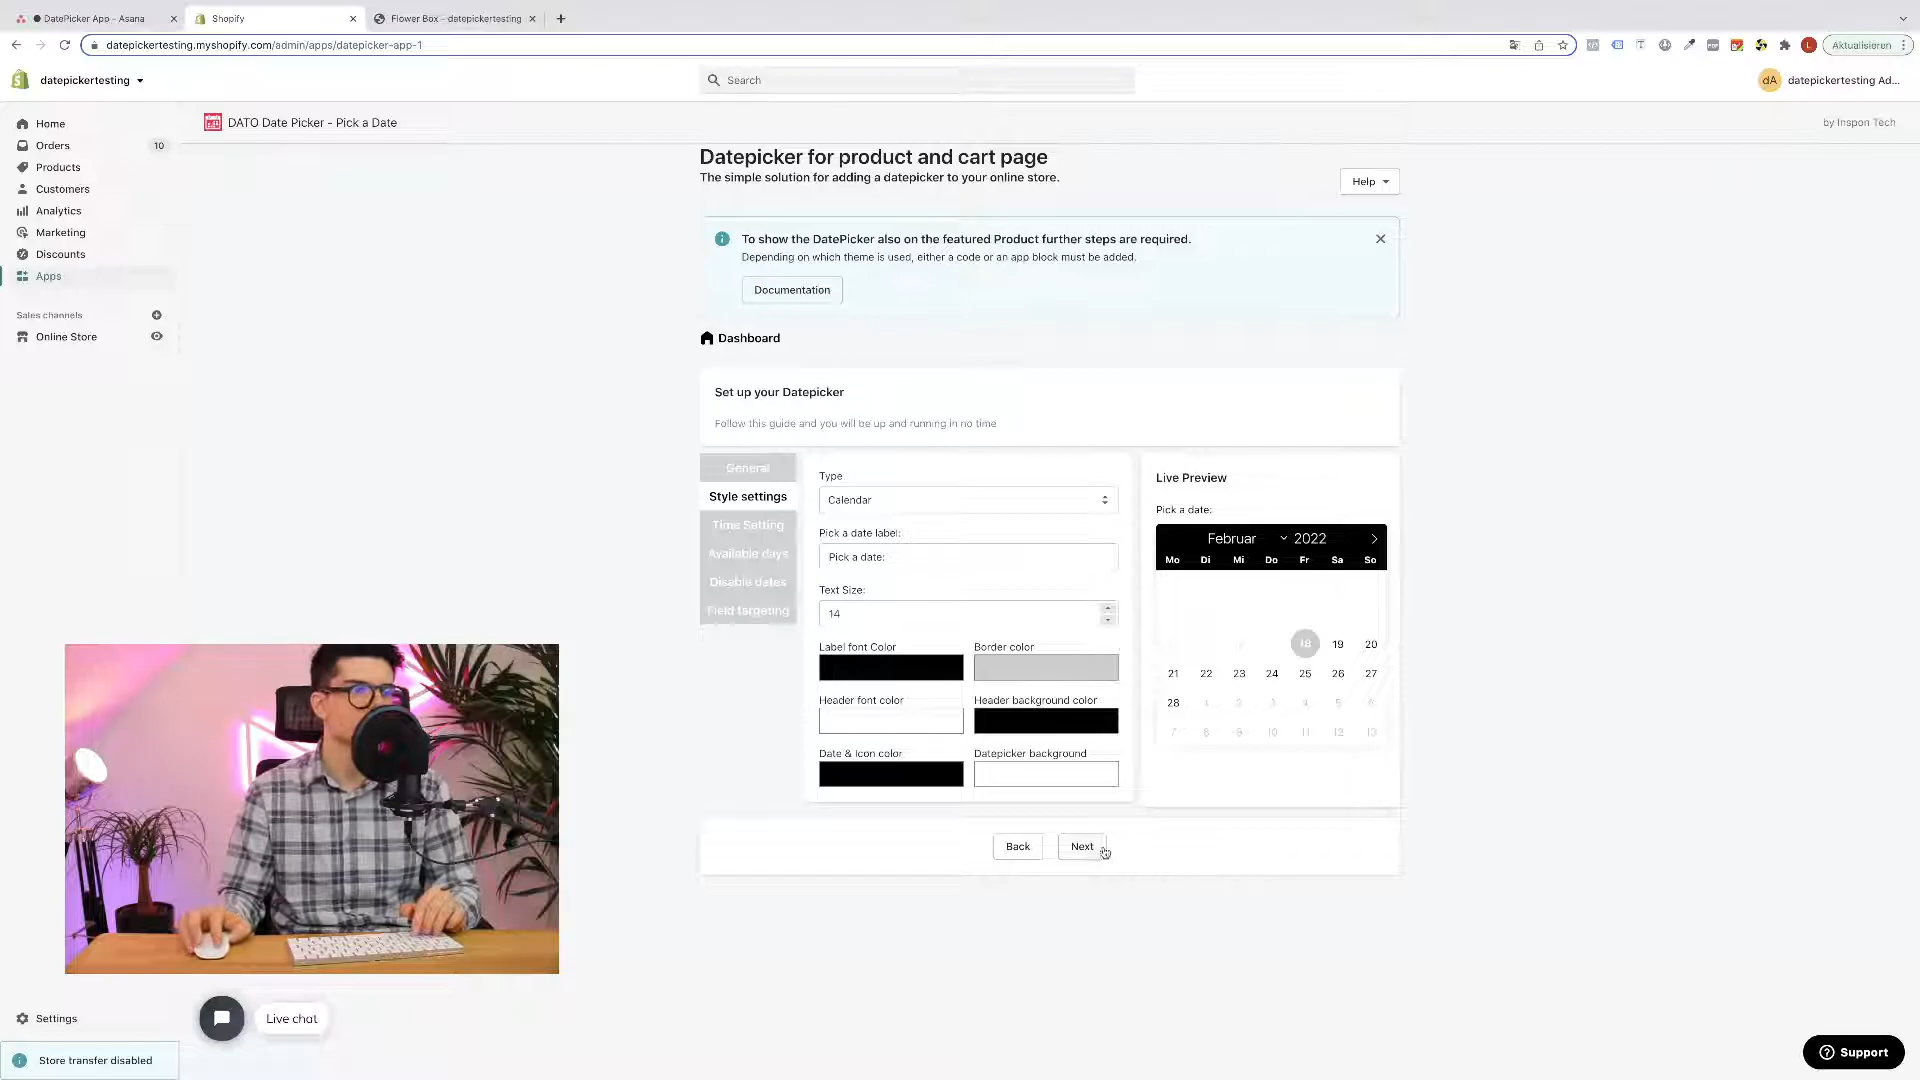 DatePicker App - Asana
Shopify
Flower Box – datepickertesting
datepickertesting.myshopify.com/admin/apps/datepicker-app-1
Aktualisieren
datepickertesting
Search
dA
datepickertesting Ad...
Home
Orders
10
Products
Customers
Analytics
Marketing
Discounts
Apps
Sales channels
Online Store
DATO Date Picker - Pick a Date
by Inspon Tech
Datepicker for product and cart page
The simple solution for adding a datepicker to your online store.
Help
To show the DatePicker also on the featured Product further steps are required.
Depending on which theme is used, either a code or an app block must be added.
Documentation
Dashboard
Set up your Datepicker
Follow this guide and you will be up and running in no time
General
Style settings
Time Setting
Available days
Disable dates
Field targeting
Type
Calendar
Pick a date label:
Pick a date:
Text Size:
14
Label font Color
Border color
Header font color
Header background color
Date & Icon color
Datepicker background
Live Preview
Pick a date:
Februar 2022
Mo Di Mi Do Fr Sa So
18 19 20
21 22 23 24 25 26 27
28 1 2 3 4 5 6
7 8 9 10 11 12 13
Back
Next
Settings
Live chat
Store transfer disabled
Support